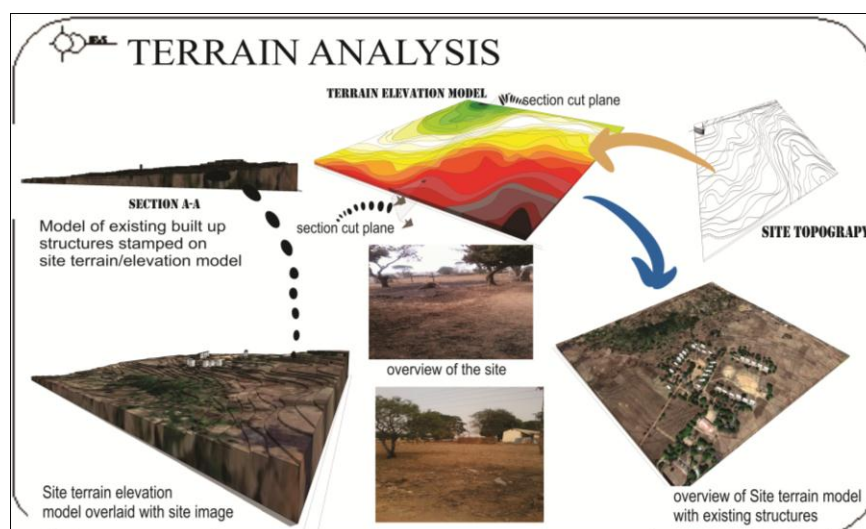 TERRAIN ANALYSIS
TERRAIN ELEVATION MODEL
section cut plane
SECTION A-A
Model of existing built up
structures stamped on
site terrain/elevation model
section cut plane
SITE TOPOGRAPHY
overview of the site
Site terrain elevation
model overlaid with site image
overview of Site terrain model
with existing structures